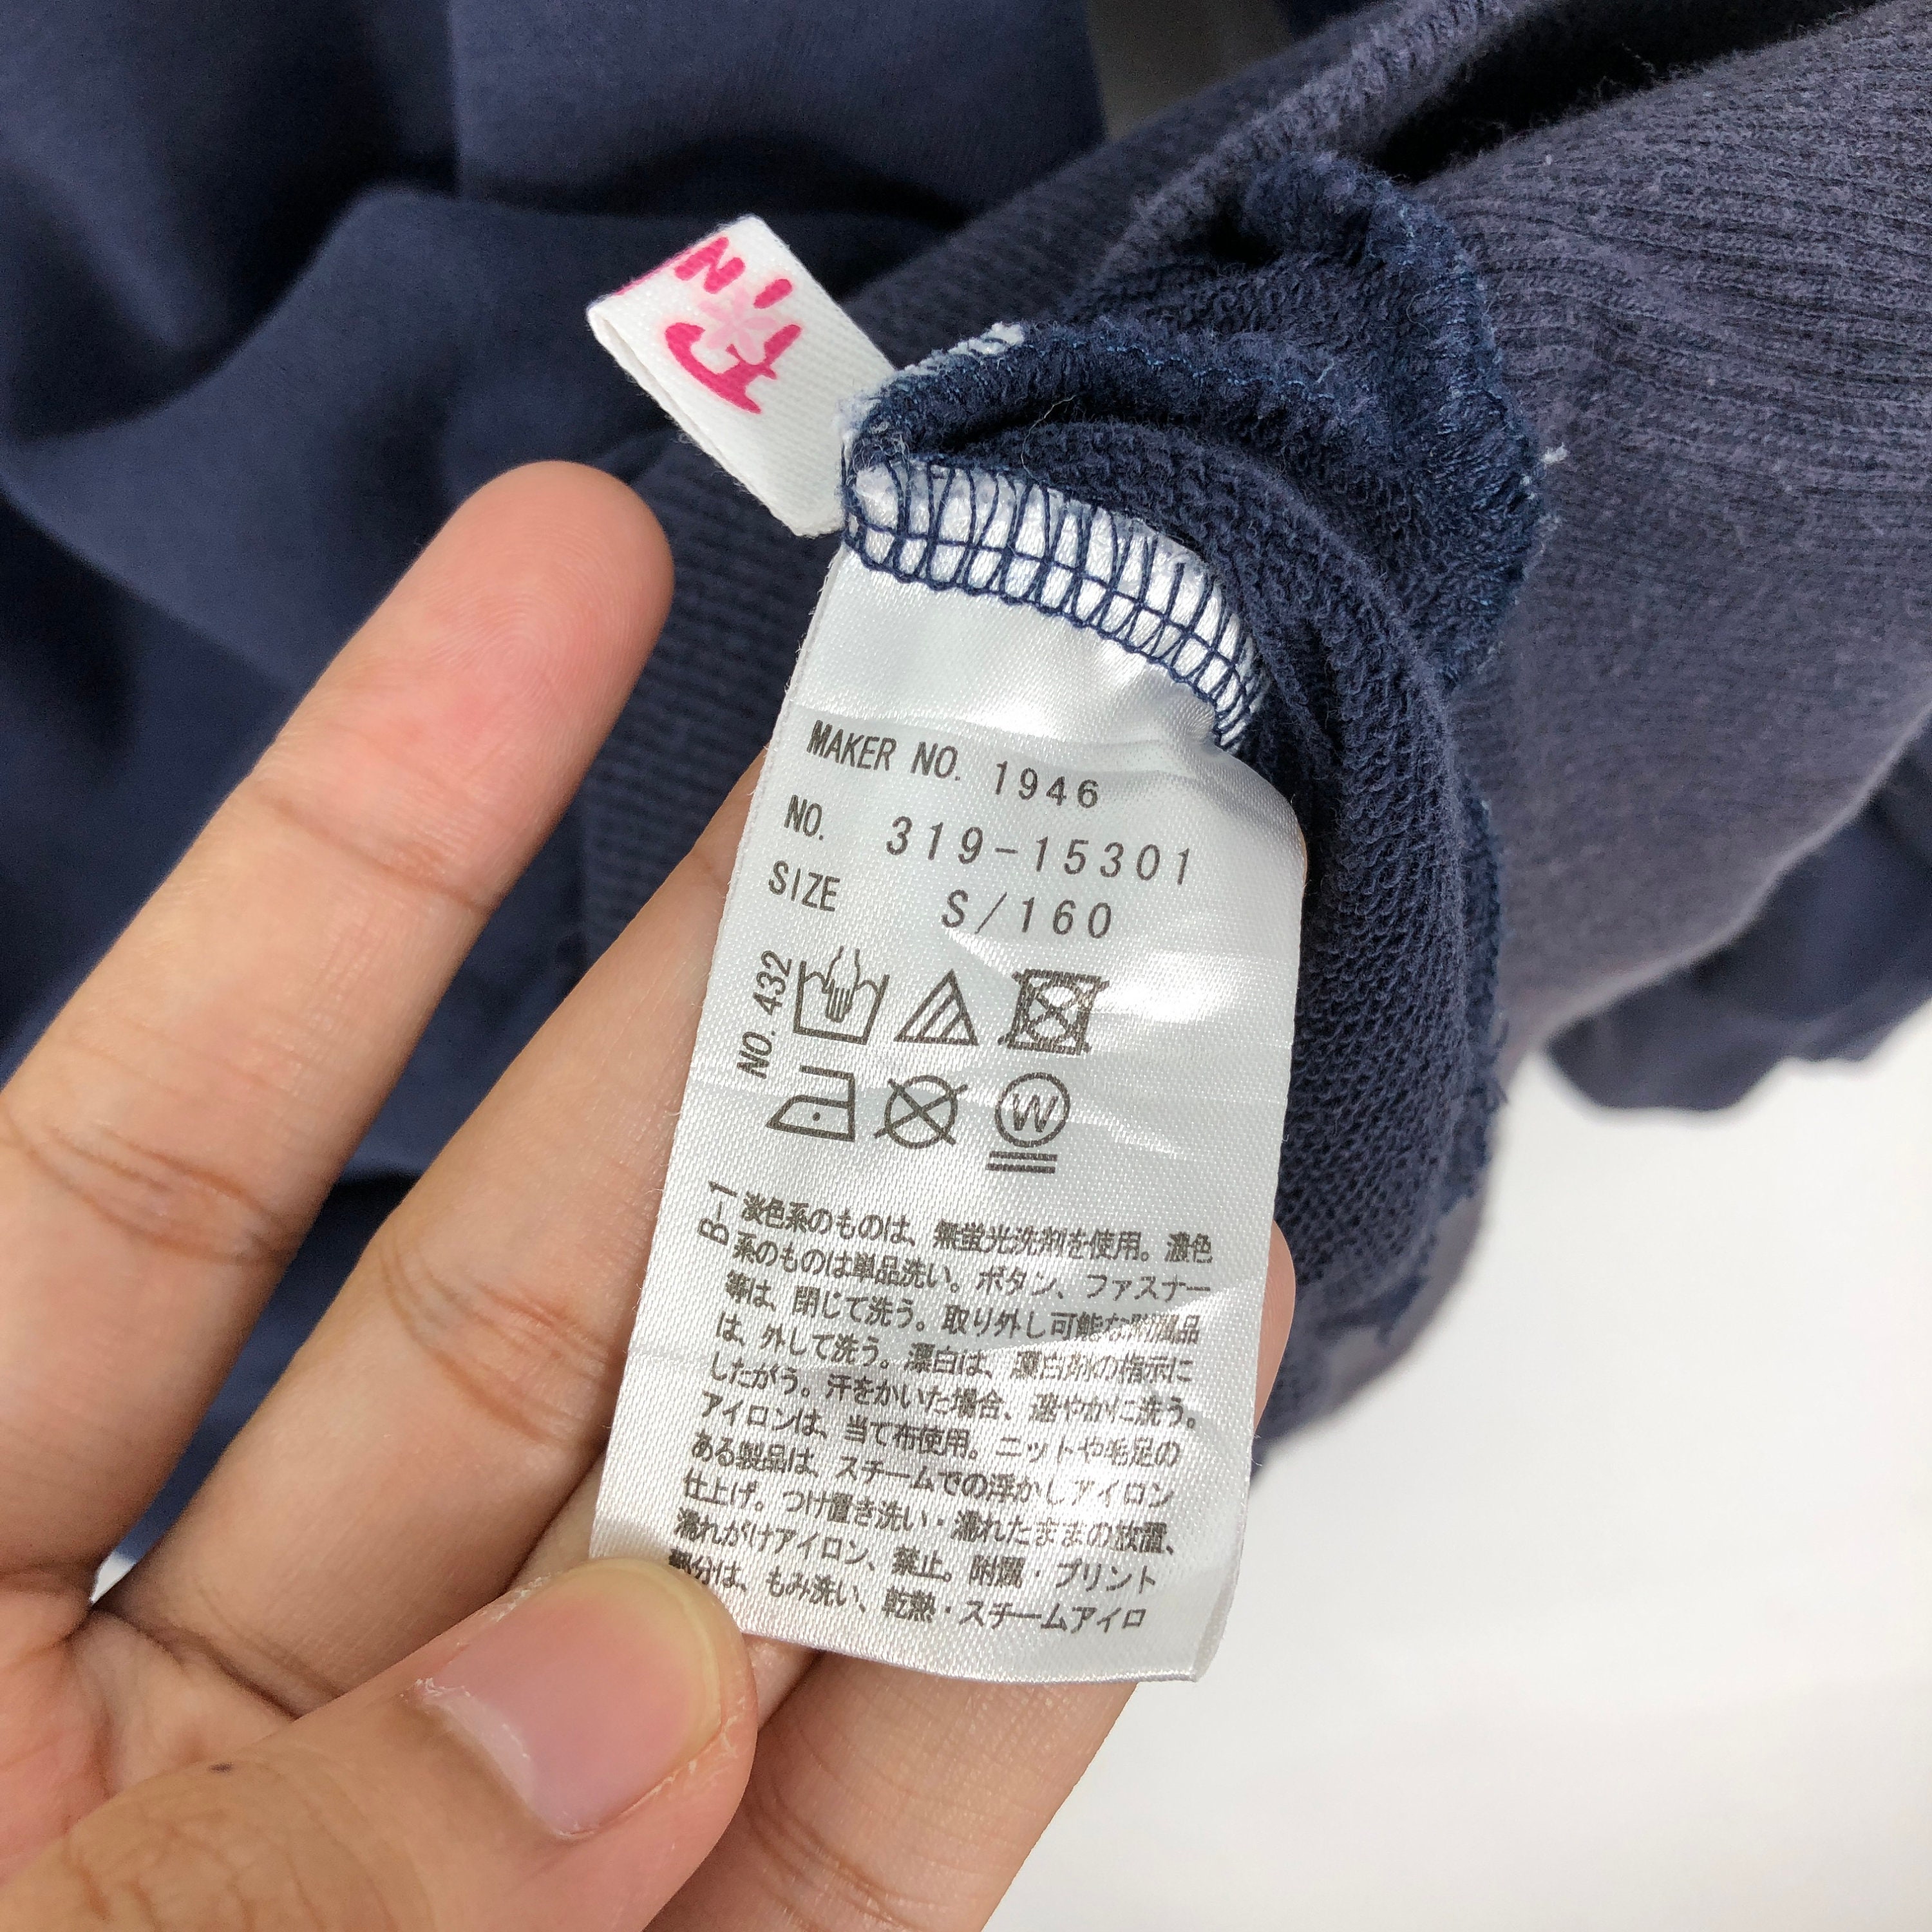 NI
MAKER NO. 1946
NO. 319-15301
SIZE S/160
NO. 432
W
B-1
淡色系のものは、無蛍光洗剤を使用。濃色
系のものは単品洗い。ボタン、ファスナー
等は、閉じて洗う。取り外し可能な附属品
は、外して洗う。漂白は、漂白剤の指示に
したがう。汗をかいた場合、速やかに洗う。
アイロンは、当て布使用。ニットや毛足の
ある製品は、スチームでの浮かしアイロン
仕上げ。つけ置き洗い・濡れたままの放置、
濡れがけアイロン、禁止。附属・プリント
部分は、もみ洗い、乾熱・スチームアイロ